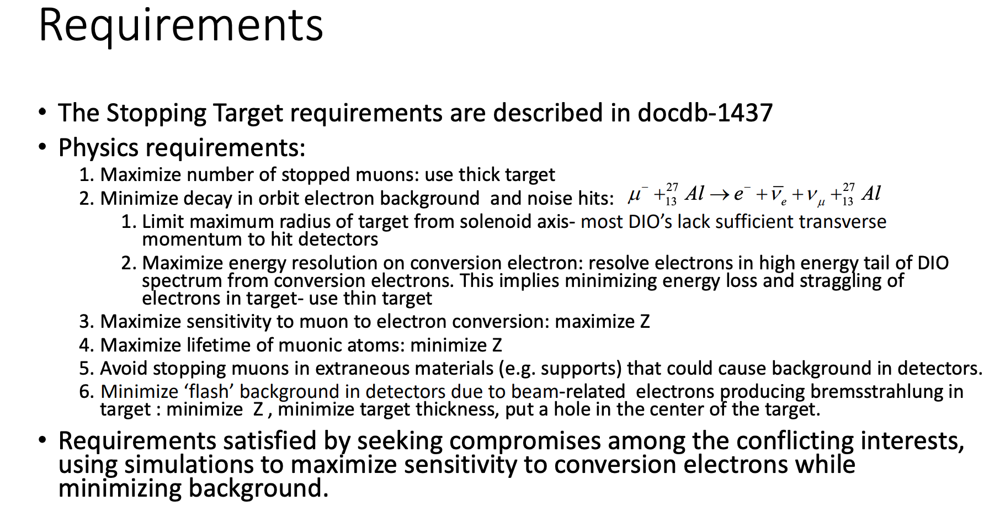 Requirements
• The Stopping Target requirements are described in docdb-1437
• Physics requirements:
1. Maximize number of stopped muons: use thick target
2. Minimize decay in orbit electron background  and noise hits: μ⁻ +²⁷₁₃ Al → e⁻ + ν̅ₑ + ν_μ +²⁷₁₃ Al
1. Limit maximum radius of target from solenoid axis- most DIO’s lack sufficient transverse
momentum to hit detectors
2. Maximize energy resolution on conversion electron: resolve electrons in high energy tail of DIO
spectrum from conversion electrons. This implies minimizing energy loss and straggling of
electrons in target- use thin target
3. Maximize sensitivity to muon to electron conversion: maximize Z
4. Maximize lifetime of muonic atoms: minimize Z
5. Avoid stopping muons in extraneous materials (e.g. supports) that could cause background in detectors.
6. Minimize ‘flash’ background in detectors due to beam-related  electrons producing bremsstrahlung in
target : minimize  Z , minimize target thickness, put a hole in the center of the target.
• Requirements satisfied by seeking compromises among the conflicting interests,
using simulations to maximize sensitivity to conversion electrons while
minimizing background.